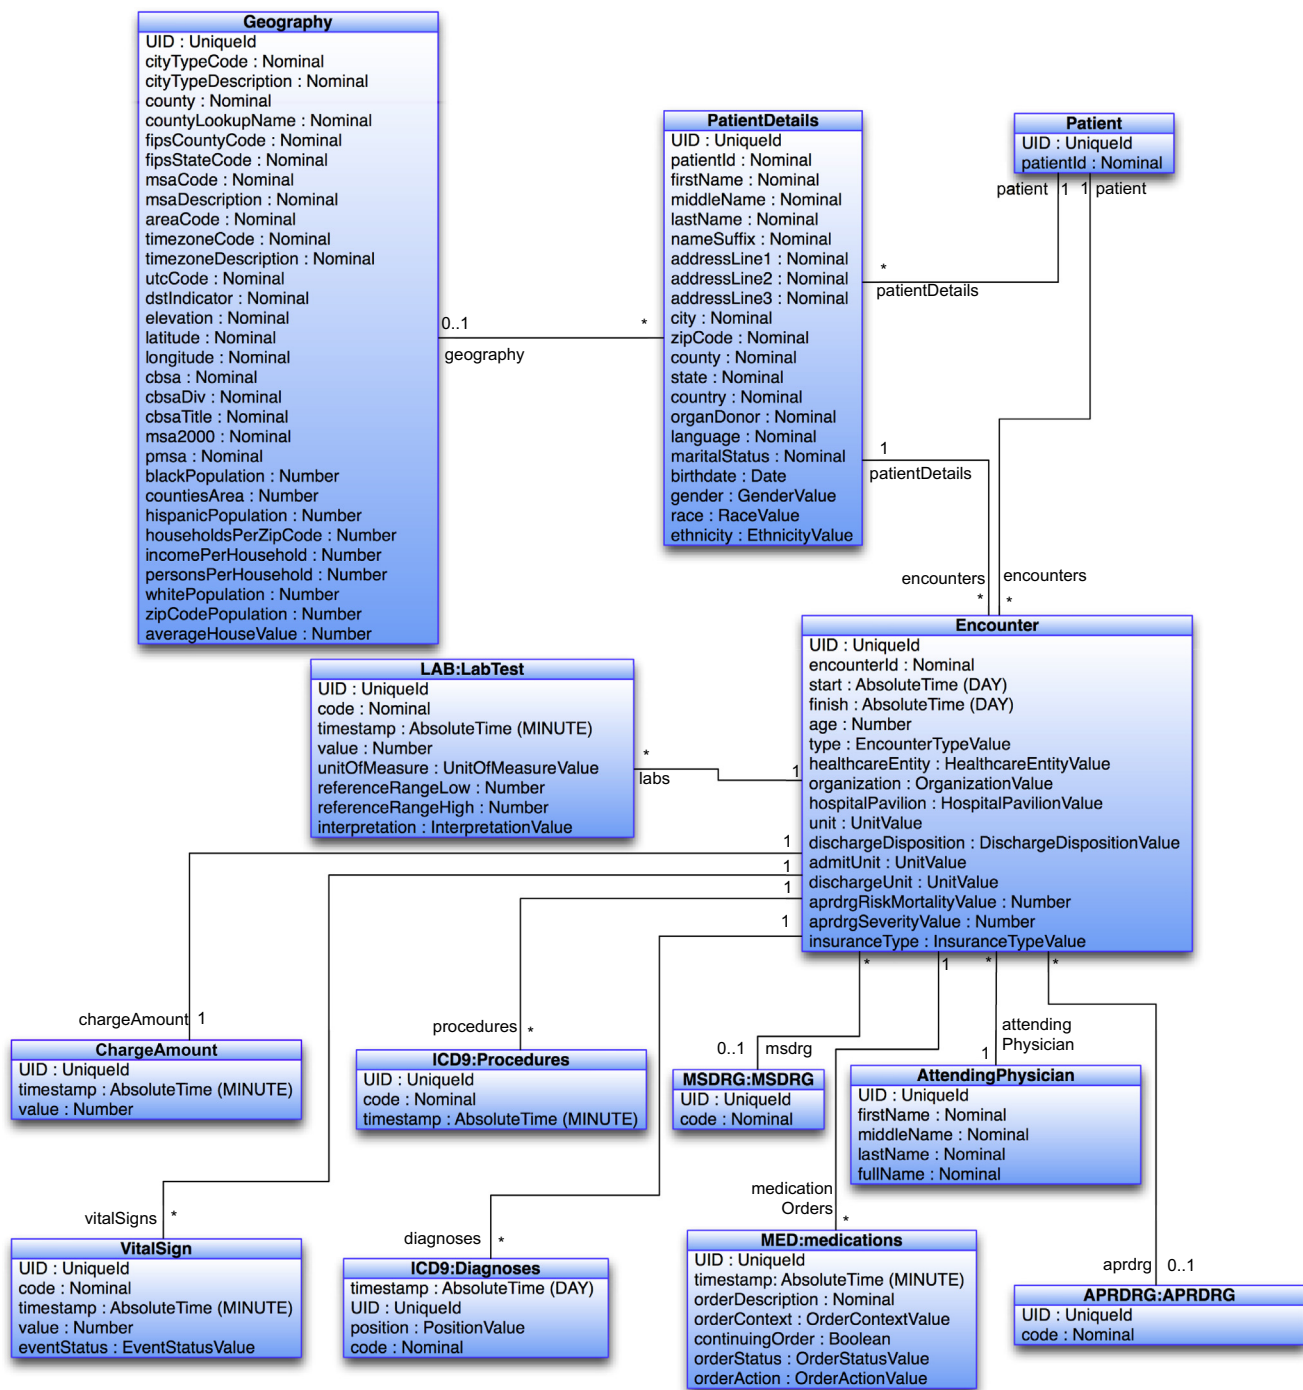 Geography
UID : UniqueId
cityTypeCode : Nominal
cityTypeDescription : Nominal
county : Nominal
countyLookupName : Nominal
fipsCountyCode : Nominal
fipsStateCode : Nominal
msaCode : Nominal
msaDescription : Nominal
areaCode : Nominal
timezoneCode : Nominal
timezoneDescription : Nominal
utcCode : Nominal
dstIndicator : Nominal
elevation : Nominal
latitude : Nominal
longitude : Nominal
cbsa : Nominal
cbsaDiv : Nominal
cbsaTitle : Nominal
msa2000 : Nominal
pmsa : Nominal
blackPopulation : Number
countiesArea : Number
hispanicPopulation : Number
householdsPerZipCode : Number
incomePerHousehold : Number
personsPerHousehold : Number
whitePopulation : Number
zipCodePopulation : Number
averageHouseValue : Number
0..1
*
geography
PatientDetails
UID : UniqueId
patientId : Nominal
firstName : Nominal
middleName : Nominal
lastName : Nominal
nameSuffix : Nominal
addressLine1 : Nominal
addressLine2 : Nominal
addressLine3 : Nominal
city : Nominal
zipCode : Nominal
county : Nominal
state : Nominal
country : Nominal
organDonor : Nominal
language : Nominal
maritalStatus : Nominal
birthdate : Date
gender : GenderValue
race : RaceValue
ethnicity : EthnicityValue
Patient
UID : UniqueId
patientId : Nominal
patient 1
1 patient
*
patientDetails
1
patientDetails
encounters
*
encounters
*
Encounter
UID : UniqueId
encounterId : Nominal
start : AbsoluteTime (DAY)
finish : AbsoluteTime (DAY)
age : Number
type : EncounterTypeValue
healthcareEntity : HealthcareEntityValue
organization : OrganizationValue
hospitalPavilion : HospitalPavilionValue
unit : UnitValue
dischargeDisposition : DischargeDispositionValue
admitUnit : UnitValue
dischargeUnit : UnitValue
aprdrgRiskMortalityValue : Number
aprdrgSeverityValue : Number
insuranceType : InsuranceTypeValue
LAB:LabTest
UID : UniqueId
code : Nominal
timestamp : AbsoluteTime (MINUTE)
value : Number
unitOfMeasure : UnitOfMeasureValue
referenceRangeLow : Number
referenceRangeHigh : Number
interpretation : InterpretationValue
*
labs
1
1
1
1
1
*
1
*
*
chargeAmount 1
ChargeAmount
UID : UniqueId
timestamp : AbsoluteTime (MINUTE)
value : Number
procedures *
ICD9:Procedures
UID : UniqueId
code : Nominal
timestamp : AbsoluteTime (MINUTE)
0..1 msdrg
MSDRG:MSDRG
UID : UniqueId
code : Nominal
attending
1 Physician
AttendingPhysician
UID : UniqueId
firstName : Nominal
middleName : Nominal
lastName : Nominal
fullName : Nominal
vitalSigns *
VitalSign
UID : UniqueId
code : Nominal
timestamp : AbsoluteTime (MINUTE)
value : Number
eventStatus : EventStatusValue
diagnoses *
ICD9:Diagnoses
timestamp : AbsoluteTime (DAY)
UID : UniqueId
position : PositionValue
code : Nominal
medication
Orders
*
MED:medications
UID : UniqueId
timestamp: AbsoluteTime (MINUTE)
orderDescription : Nominal
orderContext : OrderContextValue
continuingOrder : Boolean
orderStatus : OrderStatusValue
orderAction : OrderActionValue
aprdrg 0..1
APRDRG:APRDRG
UID : UniqueId
code : Nominal